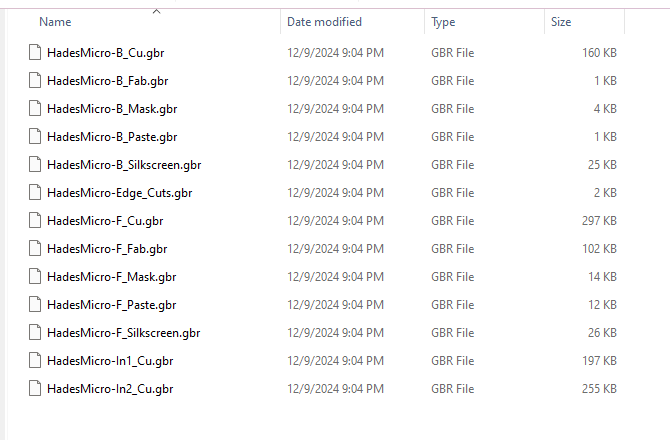 Name Date modified Type Size
HadesMicro-B_Cu.gbr 12/9/2024 9:04 PM GBR File 160 KB
HadesMicro-B_Fab.gbr 12/9/2024 9:04 PM GBR File 1 KB
HadesMicro-B_Mask.gbr 12/9/2024 9:04 PM GBR File 4 KB
HadesMicro-B_Paste.gbr 12/9/2024 9:04 PM GBR File 1 KB
HadesMicro-B_Silkscreen.gbr 12/9/2024 9:04 PM GBR File 25 KB
HadesMicro-Edge_Cuts.gbr 12/9/2024 9:04 PM GBR File 2 KB
HadesMicro-F_Cu.gbr 12/9/2024 9:04 PM GBR File 297 KB
HadesMicro-F_Fab.gbr 12/9/2024 9:04 PM GBR File 102 KB
HadesMicro-F_Mask.gbr 12/9/2024 9:04 PM GBR File 14 KB
HadesMicro-F_Paste.gbr 12/9/2024 9:04 PM GBR File 12 KB
HadesMicro-F_Silkscreen.gbr 12/9/2024 9:04 PM GBR File 26 KB
HadesMicro-In1_Cu.gbr 12/9/2024 9:04 PM GBR File 197 KB
HadesMicro-In2_Cu.gbr 12/9/2024 9:04 PM GBR File 255 KB